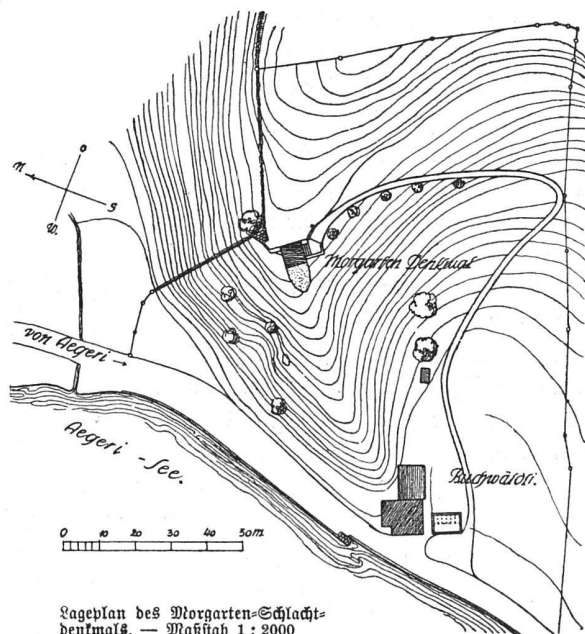 o
n
s
w.
Morgarten Denkmal
von Aegeri →
Aegeri - See.
Buchwäldli.
0 10 20 30 40 50m
Lageplan des Morgarten=Schlacht=
denkmals. — Maßstab 1 : 2000